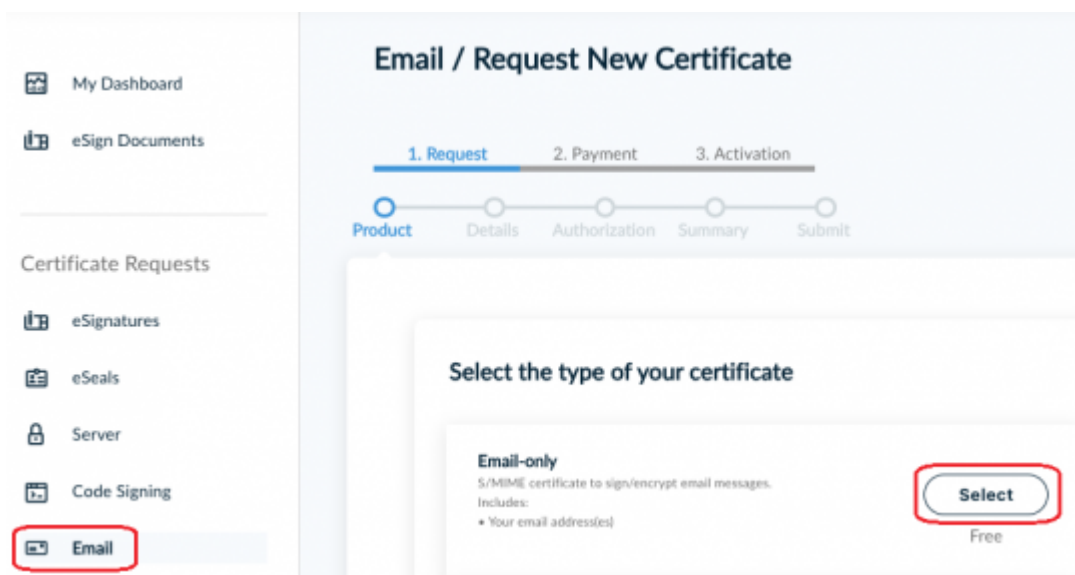 My Dashboard
eSign Documents
Certificate Requests
eSignatures
eSeals
Server
Code Signing
Email
Email / Request New Certificate
1. Request 2. Payment 3. Activation
Product Details Authorization Summary Submit
Select the type of your certificate
Email-only
S/MIME certificate to sign/encrypt email messages.
Includes:
• Your email address(es)
Select
Free